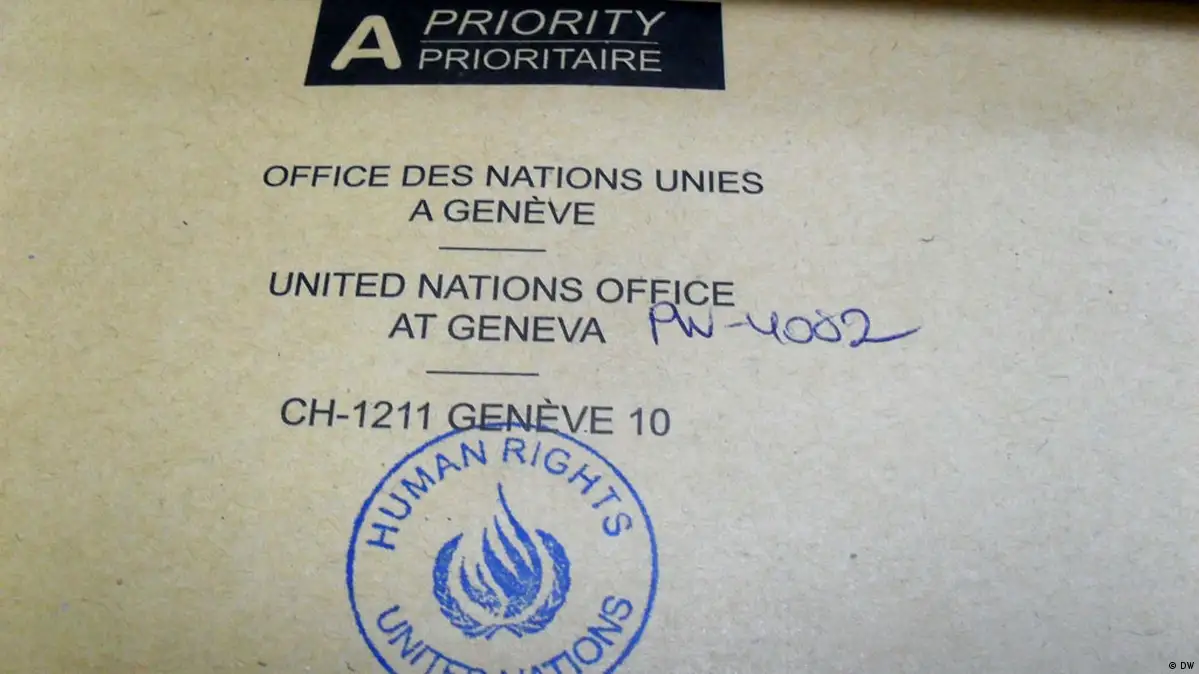 A PRIORITY
PRIORITAIRE
OFFICE DES NATIONS UNIES
A GENÈVE
UNITED NATIONS OFFICE
AT GENEVA PW-4082
CH-1211 GENÈVE 10
HUMAN RIGHTS
UNITED NATIONS
© DW